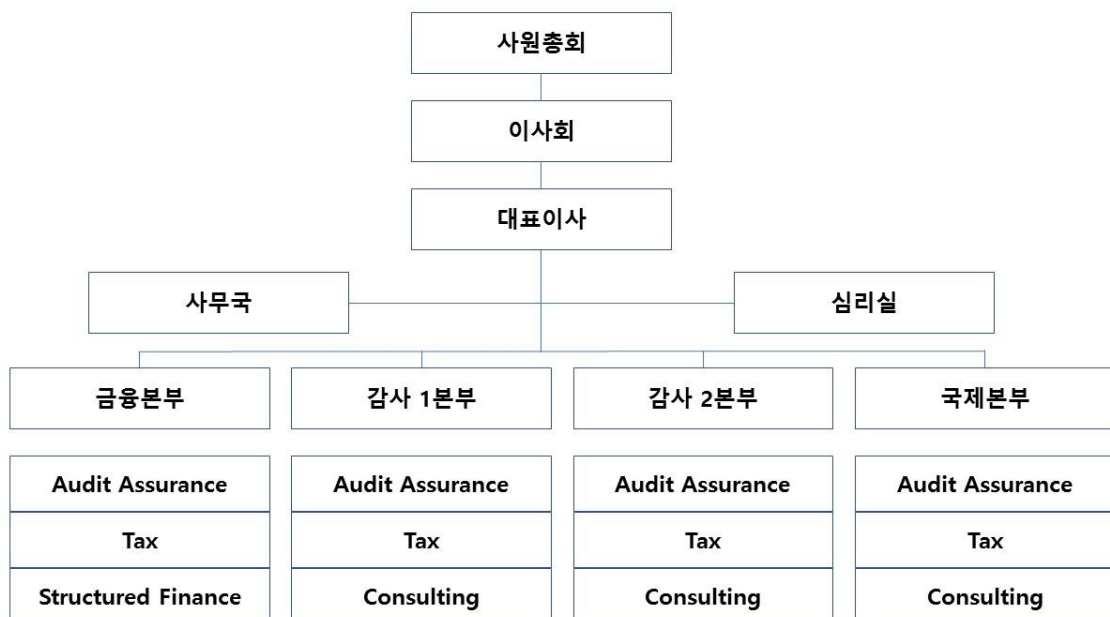 사원총회
이사회
대표이사
사무국 심리실
금융본부 감사 1본부 감사 2본부 국제본부
Audit Assurance Audit Assurance Audit Assurance Audit Assurance
Tax Tax Tax Tax
Structured Finance Consulting Consulting Consulting